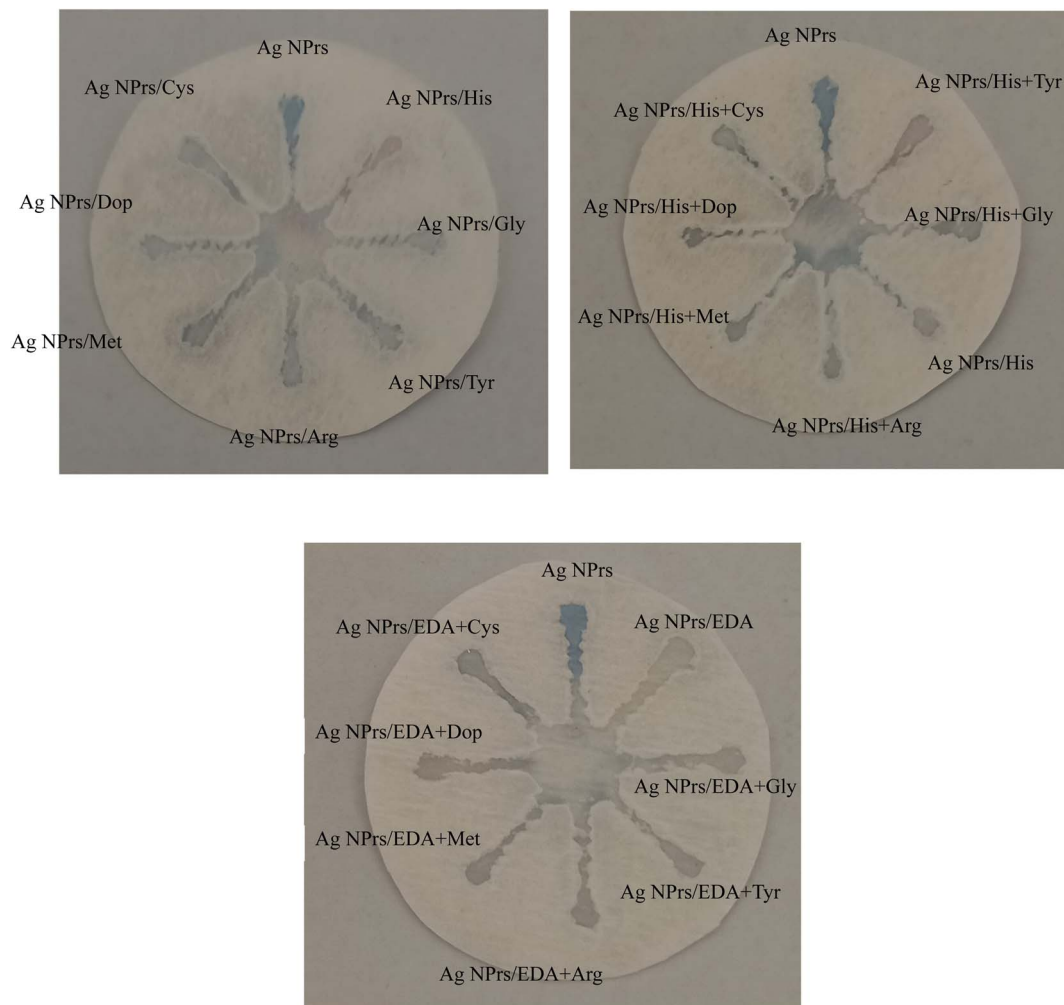 Ag NPrs
Ag NPrs/Cys
Ag NPrs/His
Ag NPrs/Dop
Ag NPrs/Gly
Ag NPrs/Met
Ag NPrs/Tyr
Ag NPrs/Arg
Ag NPrs
Ag NPrs/His+Tyr
Ag NPrs/His+Cys
Ag NPrs/His+Dop
Ag NPrs/His+Gly
Ag NPrs/His+Met
Ag NPrs/His
Ag NPrs/His+Arg
Ag NPrs
Ag NPrs/EDA+Cys
Ag NPrs/EDA
Ag NPrs/EDA+Dop
Ag NPrs/EDA+Gly
Ag NPrs/EDA+Met
Ag NPrs/EDA+Tyr
Ag NPrs/EDA+Arg